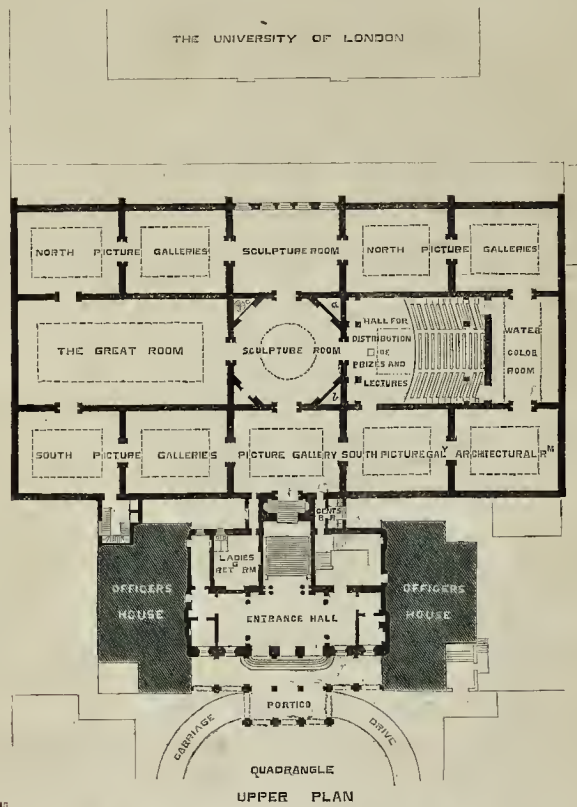 THE UNIVERSITY OF LONDON
NORTH PICTURE GALLERIES
SCULPTURE ROOM
NORTH PICTURE GALLERIES
THE GREAT ROOM
SCULPTURE ROOM
a
b
HALL FOR
DISTRIBUTION
OF
PRIZES AND
LECTURES
WATER
COLOR
ROOM
SOUTH PICTURE GALLERIES
PICTURE GALLERY
SOUTH PICTURE GALY
ARCHITECTURAL RM
GENTS
R. R.
LADIES
RET RM
OFFICERS
HOUSE
ENTRANCE HALL
OFFICERS
HOUSE
PORTICO
CARRIAGE
DRIVE
QUADRANGLE
UPPER PLAN